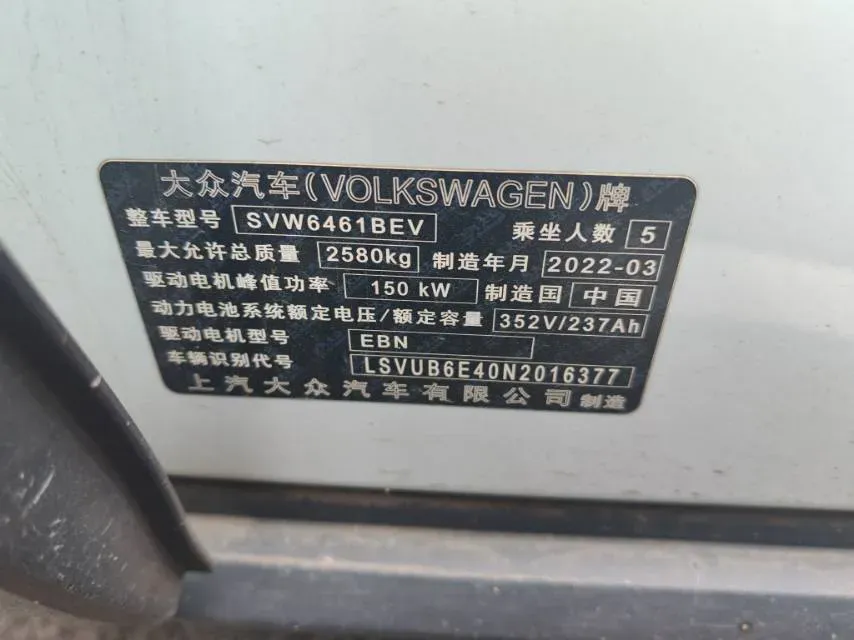 大众汽车(VOLKSWAGEN)牌
整车型号 SVW6461BEV 乘坐人数 5
最大允许总质量 2580kg 制造年月 2022-03
驱动电机峰值功率 150 kW 制造国 中国
动力电池系统额定电压/额定容量 352V/237Ah
驱动电机型号 EBN
车辆识别代号 LSVUB6E40N2016377
上汽大众汽车有限公司 制造